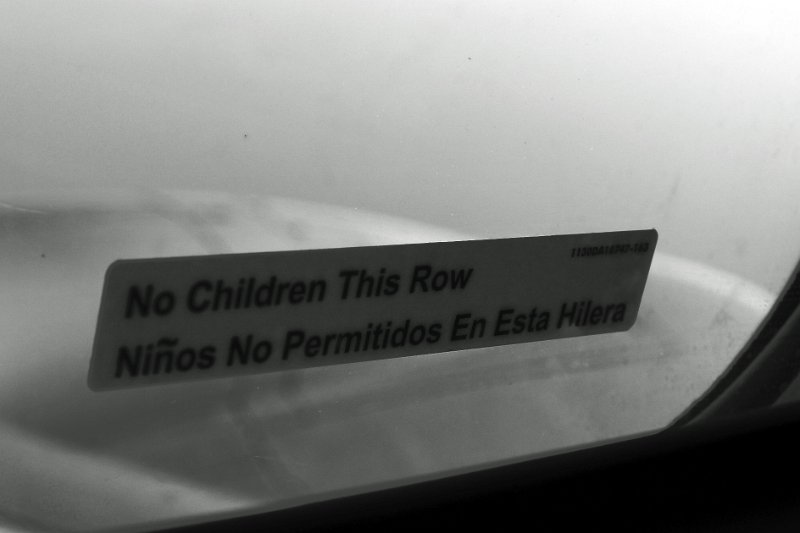 No Children This Row
Niños No Permitidos En Esta Hilera